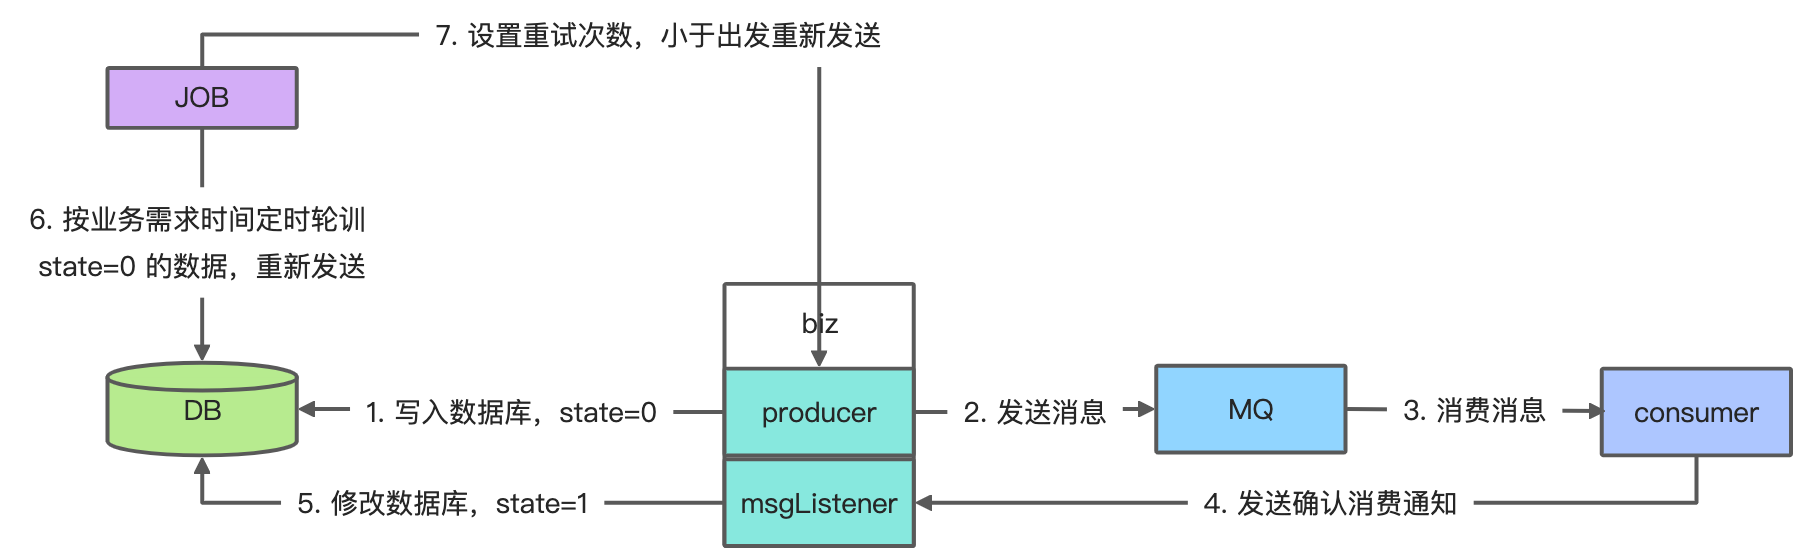 7. 设置重试次数，小于出发重新发送
JOB
6. 按业务需求时间定时轮训
state=0 的数据，重新发送
biz
DB
1. 写入数据库，state=0
producer
2. 发送消息
MQ
3. 消费消息
consumer
5. 修改数据库，state=1
msgListener
4. 发送确认消费通知